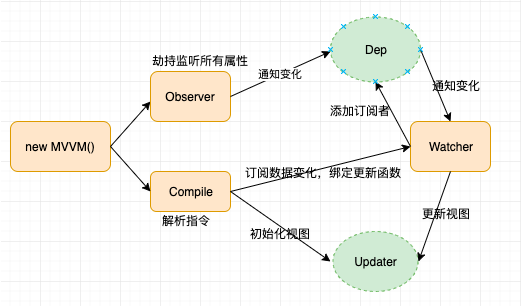 Dep
劫持监听所有属性
通知变化
Observer
通知变化
添加订阅者
new MVVM()
Watcher
订阅数据变化，绑定更新函数
Compile
解析指令
更新视图
初始化视图
Updater